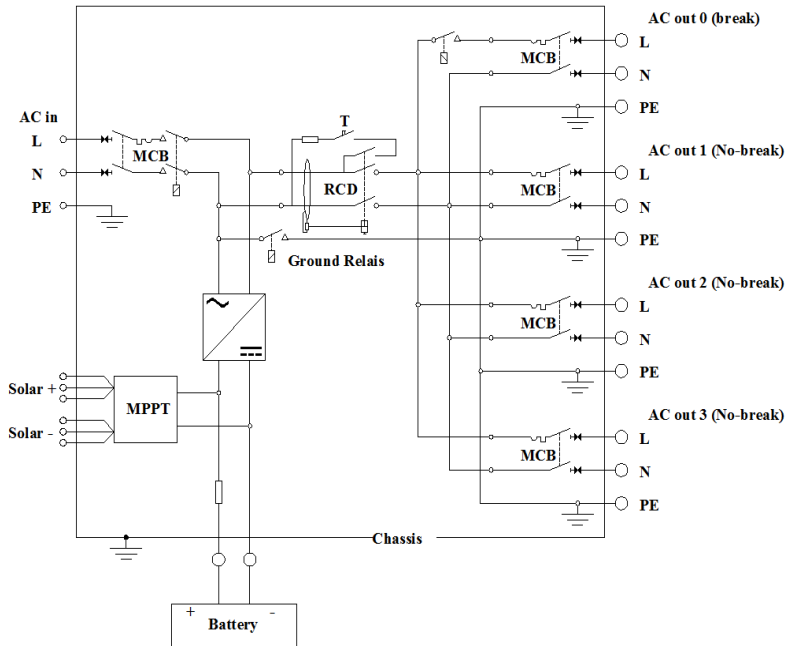 AC out 0 (break)
L
MCB
N
PE
AC in
L
MCB
N
PE
T
RCD
Ground Relais
AC out 1 (No-break)
L
MCB
N
PE
AC out 2 (No-break)
L
MCB
N
PE
Solar +
MPPT
Solar -
AC out 3 (No-break)
L
MCB
N
PE
Chassis
+ -
Battery